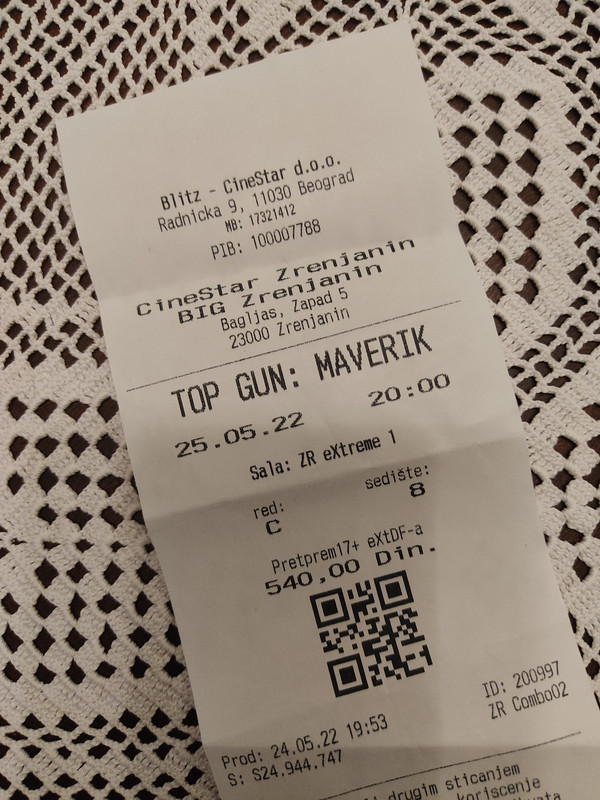 Blitz - CineStar d.o.o.
Radnicka 9, 11030 Beograd
MB: 17321412
PIB: 100007788
CineStar Zrenjanin
BIG Zrenjanin
Bagljas, Zapad 5
23000 Zrenjanin
TOP GUN: MAVERIK
25.05.22 20:00
Sala: ZR eXtreme 1
red: sedište:
C 8
Pretprem17+ eXtDF-a
540,00 Din.
ID: 200997
ZR Combo02
Prod: 24.05.22 19:53
S: S24.944.747
drugim sticanjem